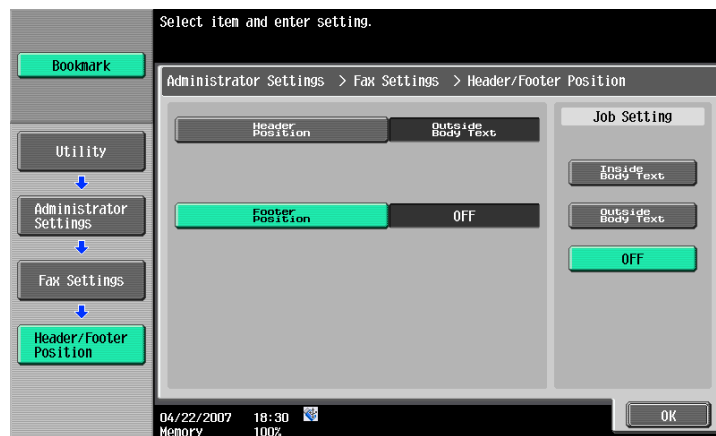 Select item and enter setting.
Bookmark
Administrator Settings > Fax Settings > Header/Footer Position
Job Setting
Header
Position
Outside
Body Text
Inside
Body Text
Utility
Footer
Position
OFF
Outside
Body Text
Administrator
Settings
OFF
Fax Settings
Header/Footer
Position
04/22/2007 18:30
Memory 100%
OK